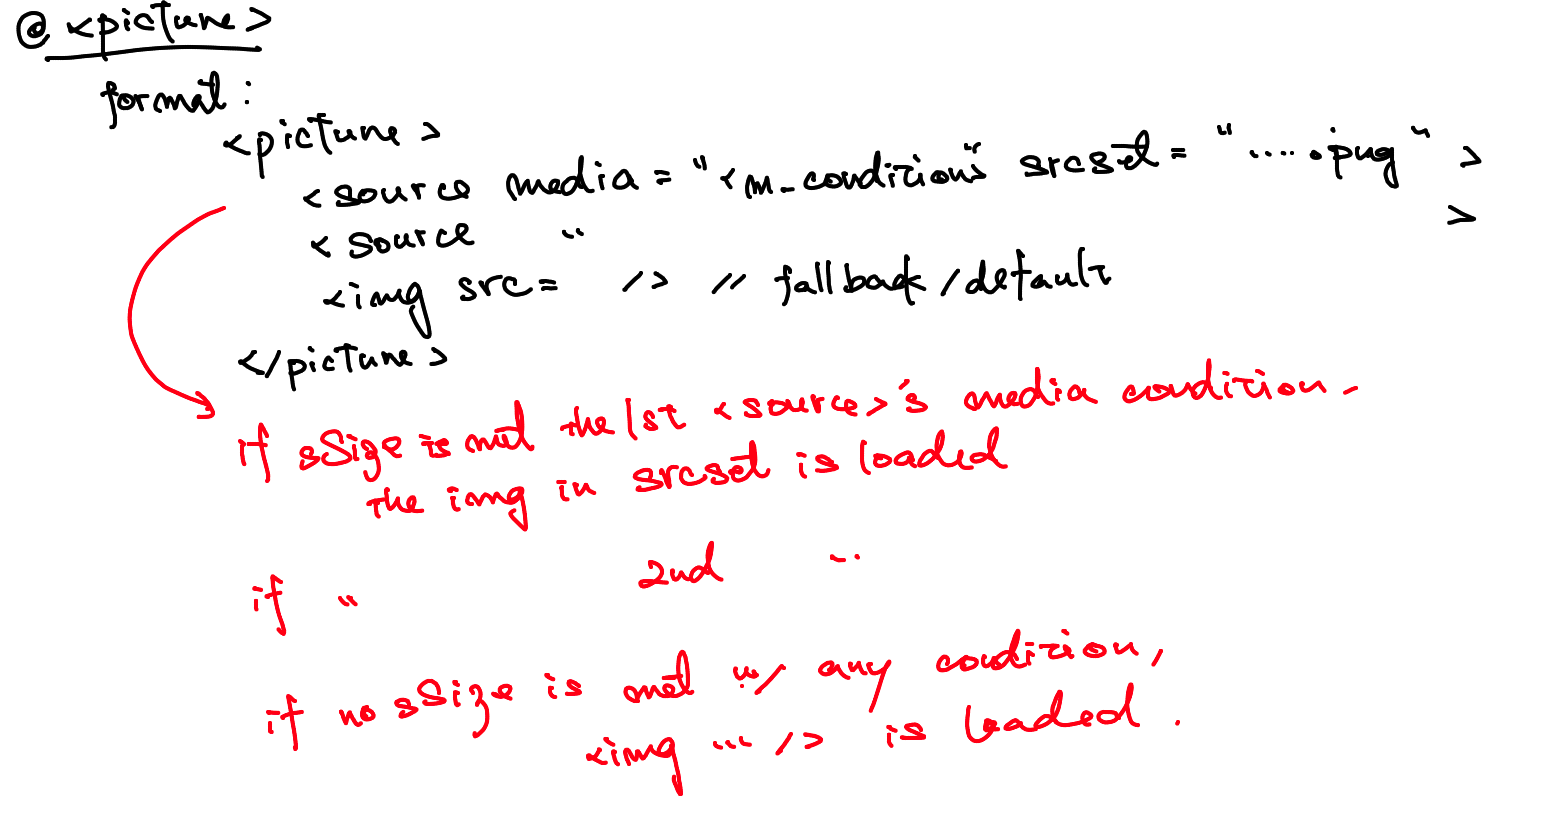 @ <picture>
format :
<picture>
<source media = "<m_condition>" srcset = ".....png" >
<source " >
<img src= /> // fallback/default
</picture>
if sSize is met the 1st <source>'s media condition.
the img in srcset is loaded
if " 2nd ..
if no sSize is met w/ any condition,
<img ... /> is loaded.